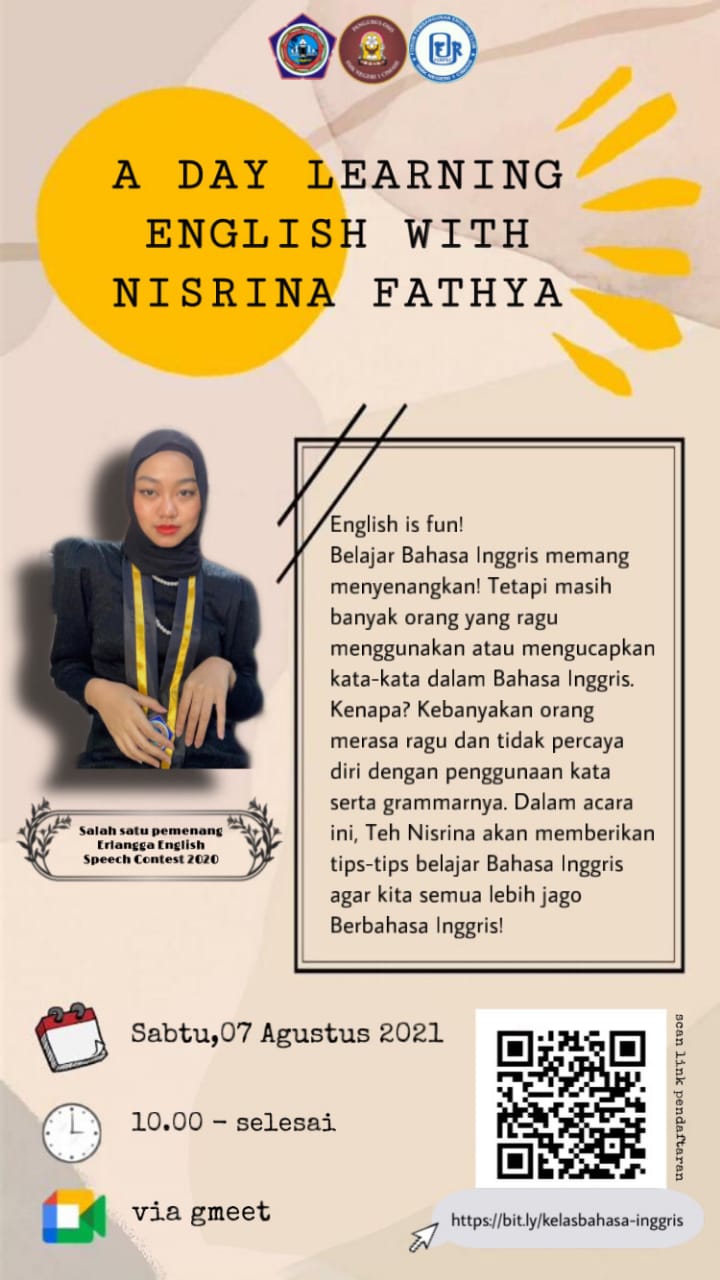 A DAY LEARNING
ENGLISH WITH
NISRINA FATHYA
English is fun!
Belajar Bahasa Inggris memang
menyenangkan! Tetapi masih
banyak orang yang ragu
menggunakan atau mengucapkan
kata-kata dalam Bahasa Inggris.
Kenapa? Kebanyakan orang
merasa ragu dan tidak percaya
diri dengan penggunaan kata
serta grammarnya. Dalam acara
ini, Teh Nisrina akan memberikan
tips-tips belajar Bahasa Inggris
agar kita semua lebih jago
Berbahasa Inggris!
Salah satu pemenang
Erlangga English
Speech Contest 2020
Sabtu,07 Agustus 2021
10.00 - selesai
via gmeet
scan link pendaftaran
https://bit.ly/kelasbahasa-inggris